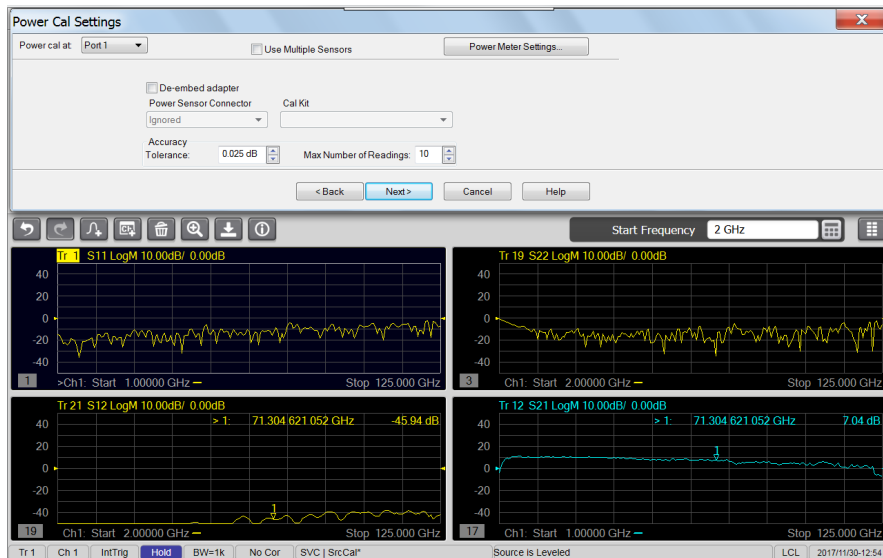 Power Cal Settings
X
Power cal at: Port 1
Use Multiple Sensors
Power Meter Settings...
De-embed adapter
Power Sensor Connector Cal Kit
Ignored
Accuracy
Tolerance: 0.025 dB Max Number of Readings: 10
< Back Next > Cancel Help
Start Frequency 2 GHz
Tr 1 S11 LogM 10.00dB/ 0.00dB
40
20
0
-20
-40
1 >Ch1: Start 1.00000 GHz Stop 125.000 GHz
Tr 19 S22 LogM 10.00dB/ 0.00dB
40
20
0
-20
-40
3 Ch1: Start 2.00000 GHz Stop 125.000 GHz
Tr 21 S12 LogM 10.00dB/ 0.00dB
> 1: 71.304 621 052 GHz -45.94 dB
40
20
0
-20
-40
1
19 Ch1: Start 2.00000 GHz Stop 125.000 GHz
Tr 12 S21 LogM 10.00dB/ 0.00dB
> 1: 71.304 621 052 GHz 7.04 dB
40
1
20
0
-20
-40
17 Ch1: Start 1.00000 GHz Stop 125.000 GHz
Tr 1 Ch 1 IntTrig Hold BW=1k No Cor SVC | SrcCal* Source is Leveled LCL